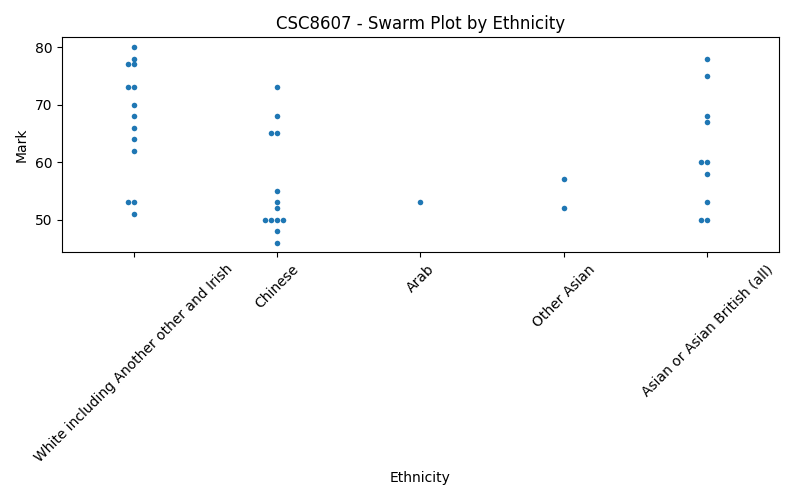 CSC8607 - Swarm Plot by Ethnicity
Mark
80
70
60
50
White including Another other and Irish
Chinese
Arab
Other Asian
Asian or Asian British (all)
Ethnicity